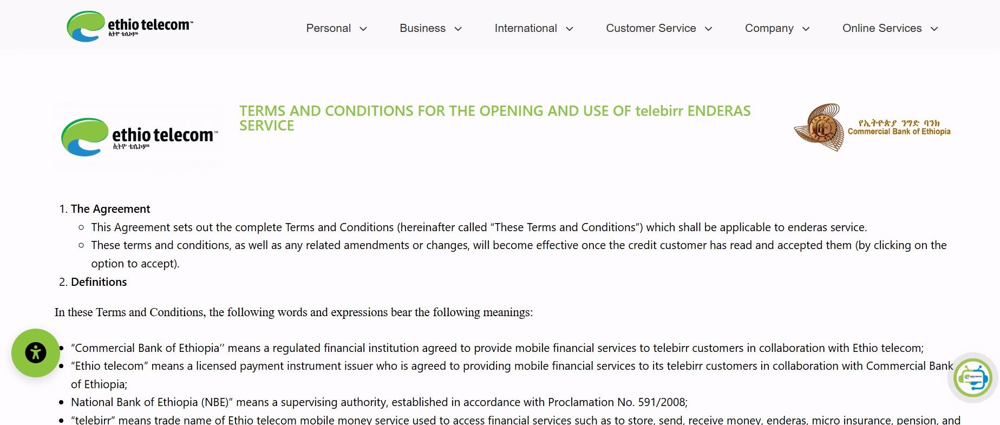 ethio telecom™
ኢትዮ ቴሌኮም
Personal
Business
International
Customer Service
Company
Online Services
ethio telecom™
ኢትዮ ቴሌኮም
TERMS AND CONDITIONS FOR THE OPENING AND USE OF telebirr ENDERAS
SERVICE
የኢትዮጵያ ንግድ ባንክ
Commercial Bank of Ethiopia
1. The Agreement
○ This Agreement sets out the complete Terms and Conditions (hereinafter called “These Terms and Conditions”) which shall be applicable to enderas service.
○ These terms and conditions, as well as any related amendments or changes, will become effective once the credit customer has read and accepted them (by clicking on the
option to accept).
2. Definitions
In these Terms and Conditions, the following words and expressions bear the following meanings:
• “Commercial Bank of Ethiopia’’ means a regulated financial institution agreed to provide mobile financial services to telebirr customers in collaboration with Ethio telecom;
• “Ethio telecom” means a licensed payment instrument issuer who is agreed to providing mobile financial services to its telebirr customers in collaboration with Commercial Bank
of Ethiopia;
• National Bank of Ethiopia (NBE)” means a supervising authority, established in accordance with Proclamation No. 591/2008;
• “telebirr” means trade name of Ethio telecom mobile money service used to access financial services such as to store, send, receive money, enderas, micro insurance, pension, and